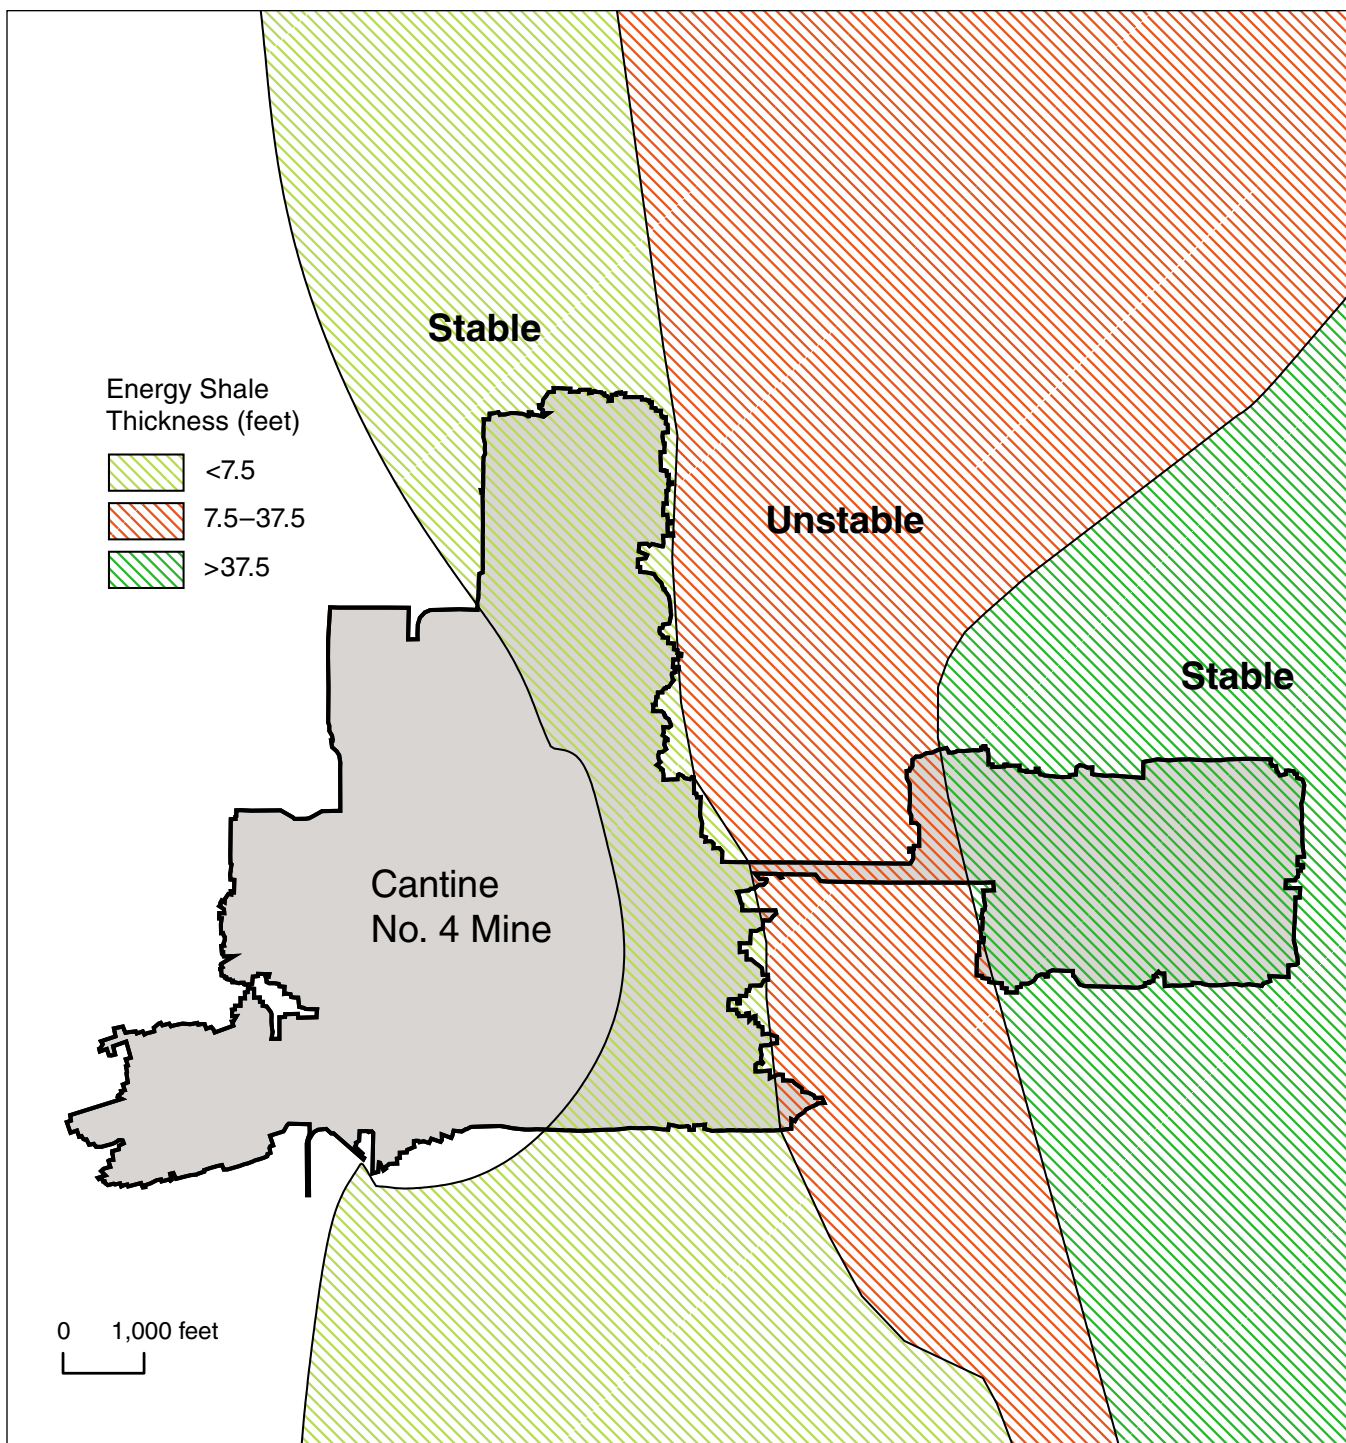 Stable
Energy Shale
Thickness (feet)
<7.5
7.5–37.5
>37.5
Unstable
Stable
Cantine
No. 4 Mine
0 1,000 feet